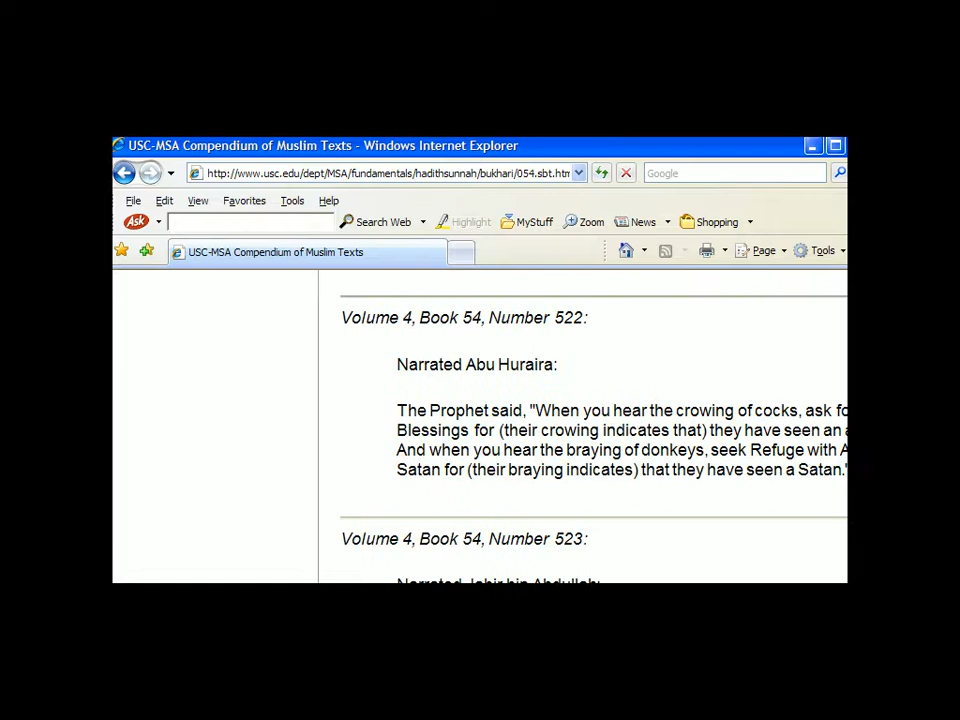 USC-MSA Compendium of Muslim Texts - Windows Internet Explorer
http://www.usc.edu/dept/MSA/fundamentals/hadithsunnah/bukhari/054.sbt.htm
Google
File Edit View Favorites Tools Help
Ask Search Web Highlight MyStuff Zoom News Shopping
USC-MSA Compendium of Muslim Texts Page Tools
Volume 4, Book 54, Number 522:
Narrated Abu Huraira:
The Prophet said, "When you hear the crowing of cocks, ask
Blessings for (their crowing indicates that) they have seen an
And when you hear the braying of donkeys, seek Refuge with
Satan for (their braying indicates) that they have seen a Satan."
Volume 4, Book 54, Number 523:
Narrated Jabir bin Abdullah: